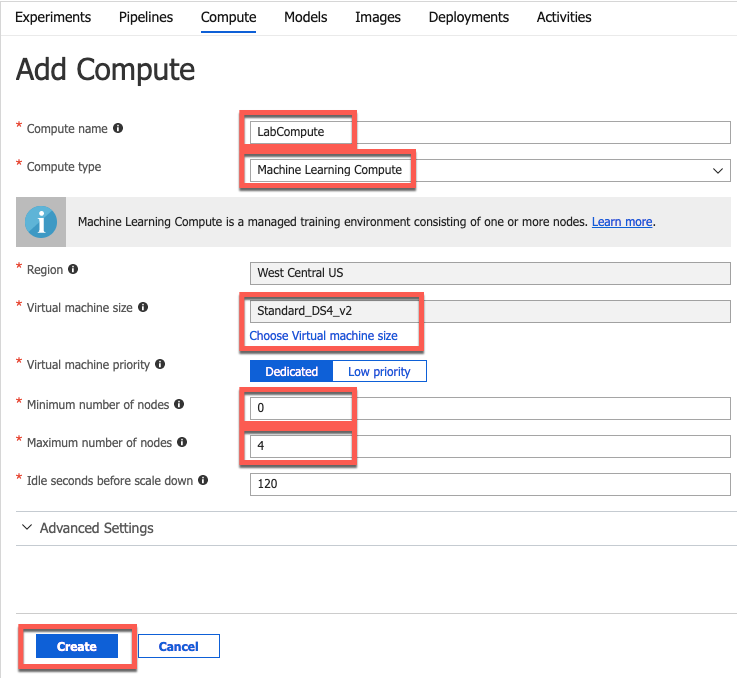 Experiments Pipelines Compute Models Images Deployments Activities
Add Compute
* Compute name LabCompute
* Compute type Machine Learning Compute
Machine Learning Compute is a managed training environment consisting of one or more nodes. Learn more.
* Region West Central US
* Virtual machine size Standard_DS4_v2
Choose Virtual machine size
* Virtual machine priority Dedicated Low priority
* Minimum number of nodes 0
* Maximum number of nodes 4
* Idle seconds before scale down 120
Advanced Settings
Create Cancel